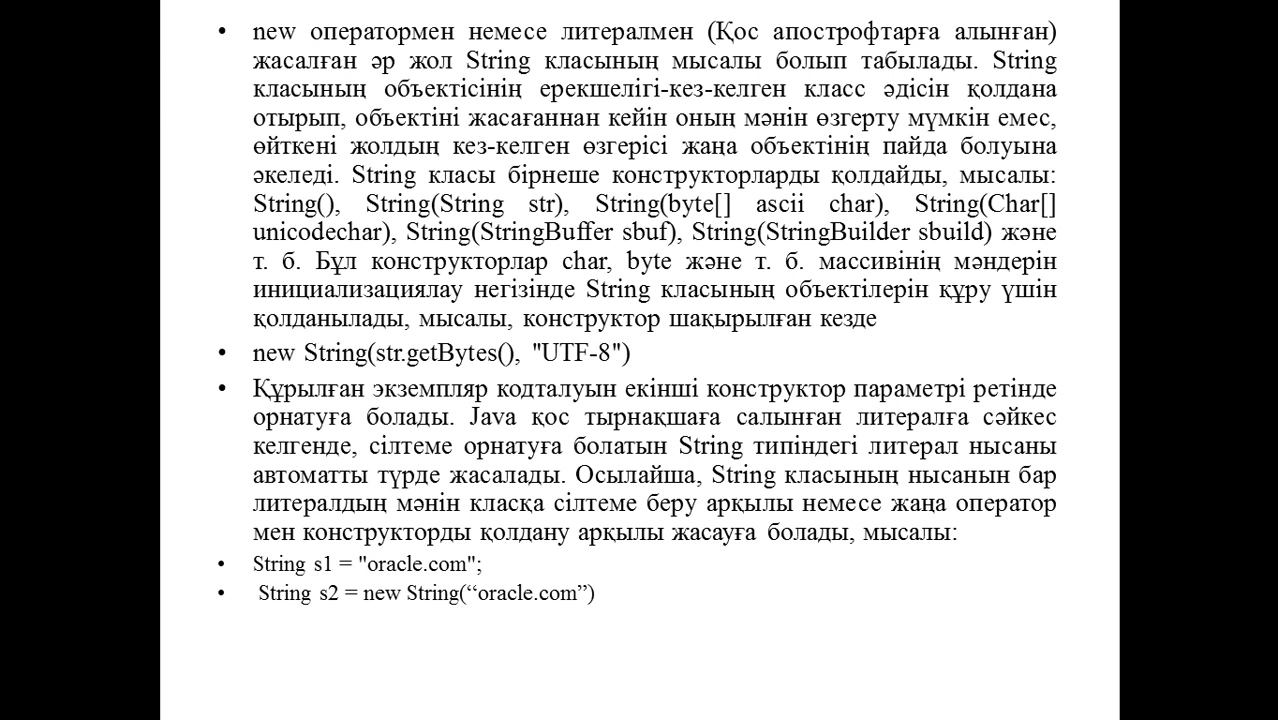 • new оператормен немесе литералмен (Қос апострофтарға алынған)
жасалған әр жол String класының мысалы болып табылады. String
класының объектісінің ерекшелігі-кез-келген класс әдісін қолдана
отырып, объектіні жасағаннан кейін оның мәнін өзгерту мүмкін емес,
өйткені жолдың кез-келген өзгерісі жаңа объектінің пайда болуына
әкеледі. String класы бірнеше конструкторларды қолдайды, мысалы:
String(), String(String str), String(byte[] ascii char), String(Char[]
unicodechar), String(StringBuffer sbuf), String(StringBuilder sbuild) және
т. б. Бұл конструкторлар char, byte және т. б. массивінің мәндерін
инициализациялау негізінде String класының объектілерін құру үшін
қолданылады, мысалы, конструктор шақырылған кезде
• new String(str.getBytes(), "UTF-8")
• Құрылған экземпляр кодталуын екінші конструктор параметрі ретінде
орнатуға болады. Java қос тырнақшаға салынған литералға сәйкес
келгенде, сілтеме орнатуға болатын String типіндегі литерал нысаны
автоматты түрде жасалады. Осылайша, String класының нысанын бар
литералдың мәнін класқа сілтеме беру арқылы немесе жаңа оператор
мен конструкторды қолдану арқылы жасауға болады, мысалы:
• String s1 = "oracle.com";
• String s2 = new String(“oracle.com”)